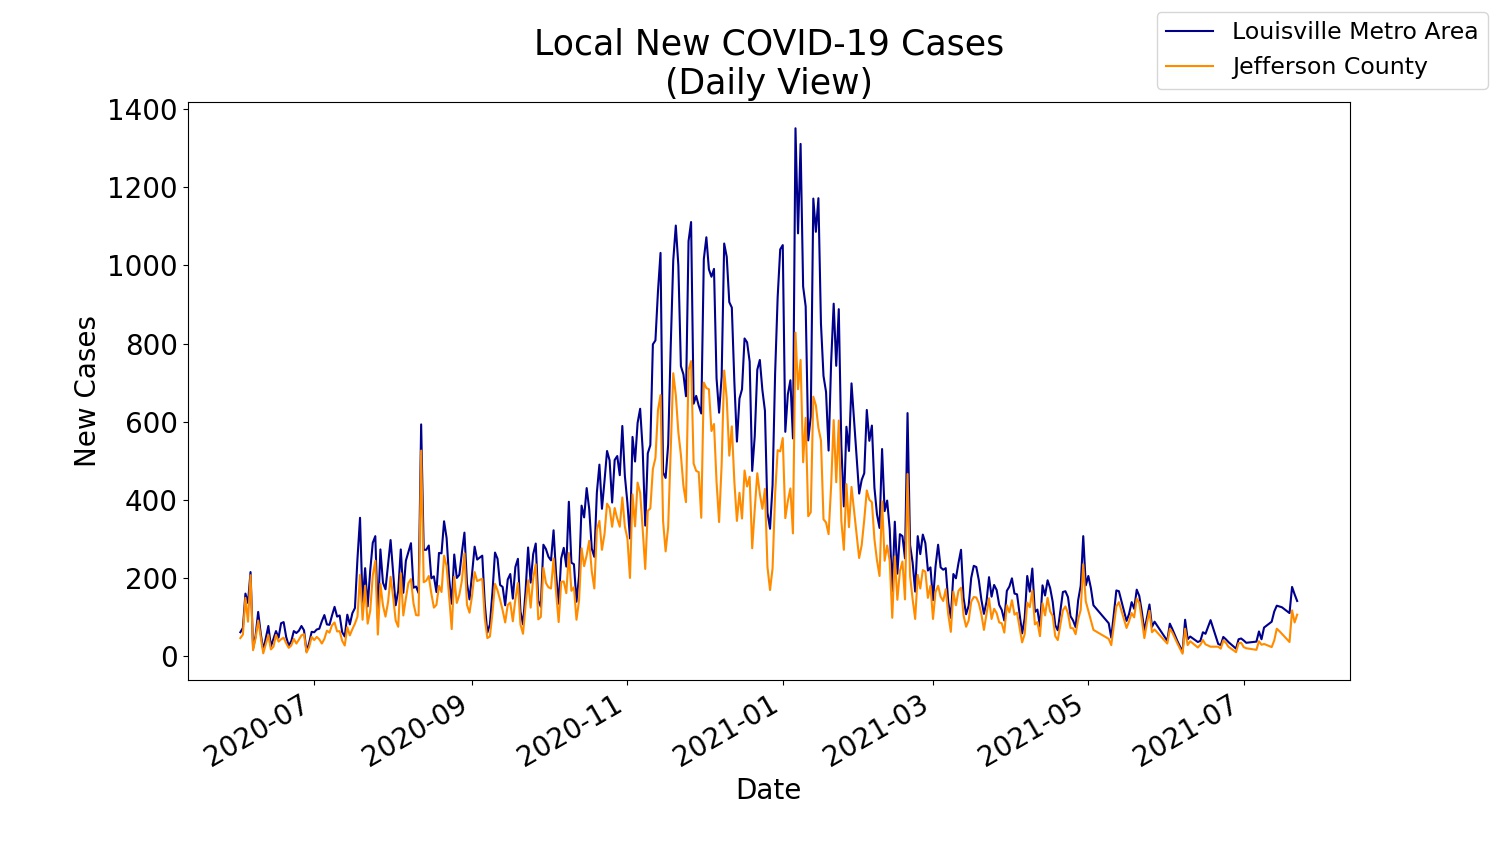 Louisville Metro Area
Jefferson County
Local New COVID-19 Cases
(Daily View)
1400
1200
1000
800
600
400
200
0
New Cases
2020-07
2020-09
2020-11
2021-01
2021-03
2021-05
2021-07
Date